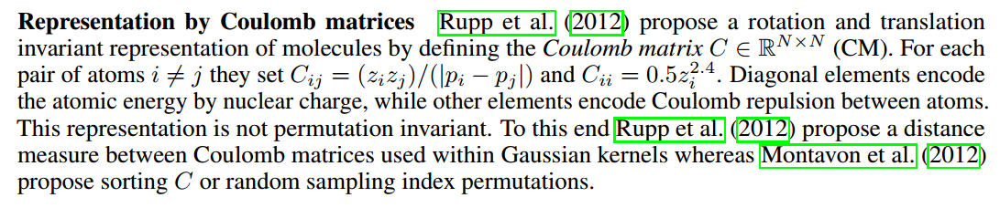 Representation by Coulomb matrices Rupp et al. (2012) propose a rotation and translation
invariant representation of molecules by defining the Coulomb matrix C ∈ ℝ^{N×N} (CM). For each
pair of atoms i ≠ j they set C_{ij} = (z_i z_j)/(|p_i − p_j|) and C_{ii} = 0.5z_i^{2.4}. Diagonal elements encode
the atomic energy by nuclear charge, while other elements encode Coulomb repulsion between atoms.
This representation is not permutation invariant. To this end Rupp et al. (2012) propose a distance
measure between Coulomb matrices used within Gaussian kernels whereas Montavon et al. (2012)
propose sorting C or random sampling index permutations.